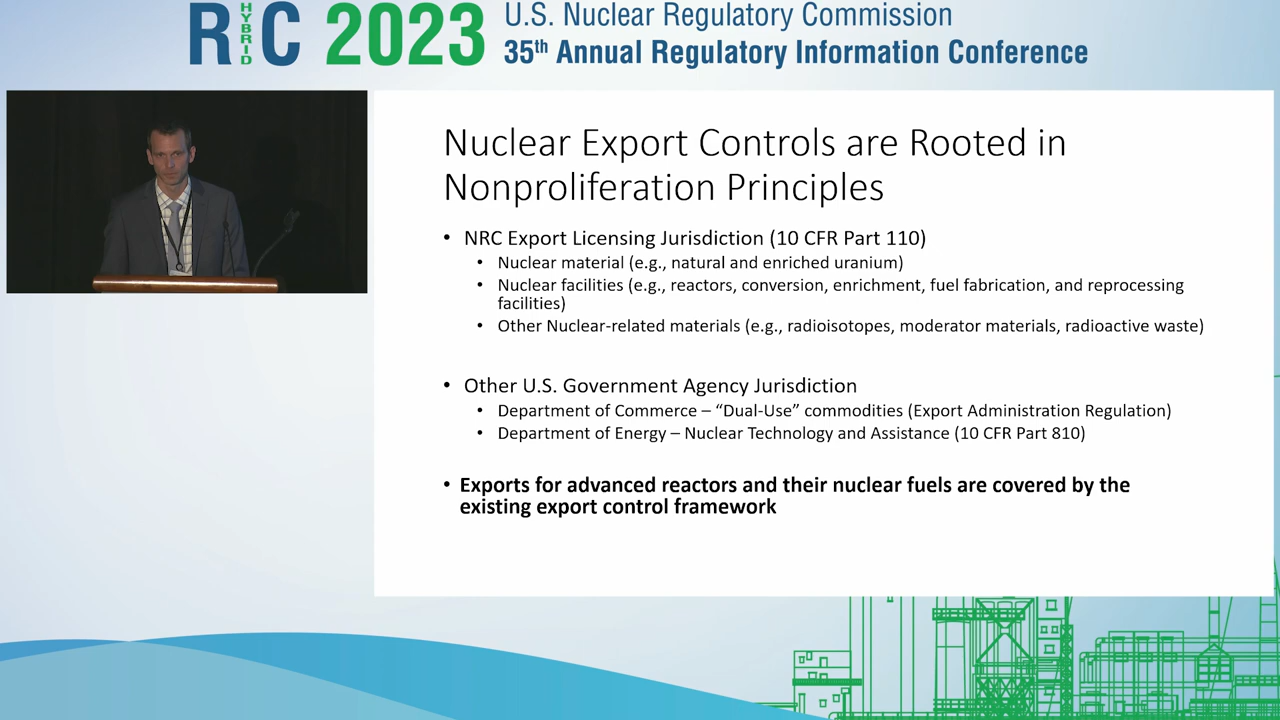 RIC HYBRID 2023
U.S. Nuclear Regulatory Commission
35th Annual Regulatory Information Conference
Nuclear Export Controls are Rooted in
Nonproliferation Principles
• NRC Export Licensing Jurisdiction (10 CFR Part 110)
• Nuclear material (e.g., natural and enriched uranium)
• Nuclear facilities (e.g., reactors, conversion, enrichment, fuel fabrication, and reprocessing
facilities)
• Other Nuclear-related materials (e.g., radioisotopes, moderator materials, radioactive waste)
• Other U.S. Government Agency Jurisdiction
• Department of Commerce – “Dual-Use” commodities (Export Administration Regulation)
• Department of Energy – Nuclear Technology and Assistance (10 CFR Part 810)
• Exports for advanced reactors and their nuclear fuels are covered by the
existing export control framework